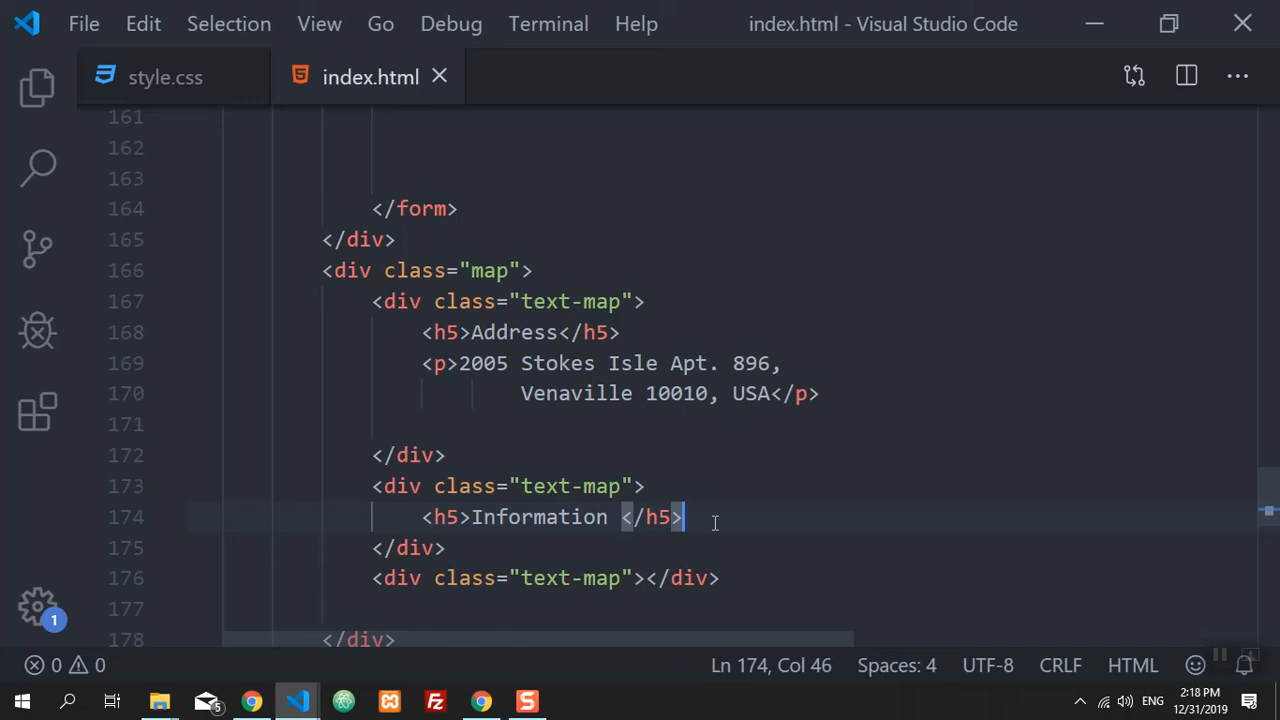 File Edit Selection View Go Debug Terminal Help index.html - Visual Studio Code
style.css index.html
161
162
163
164 </form>
165 </div>
166 <div class="map">
167 <div class="text-map">
168 <h5>Address</h5>
169 <p>2005 Stokes Isle Apt. 896,
170 Venaville 10010, USA</p>
171
172 </div>
173 <div class="text-map">
174 <h5>Information </h5>
175 </div>
176 <div class="text-map"></div>
177
178 </div>
1
0 0 Ln 174, Col 46 Spaces: 4 UTF-8 CRLF HTML
5 ENG 2:18 PM
12/31/2019